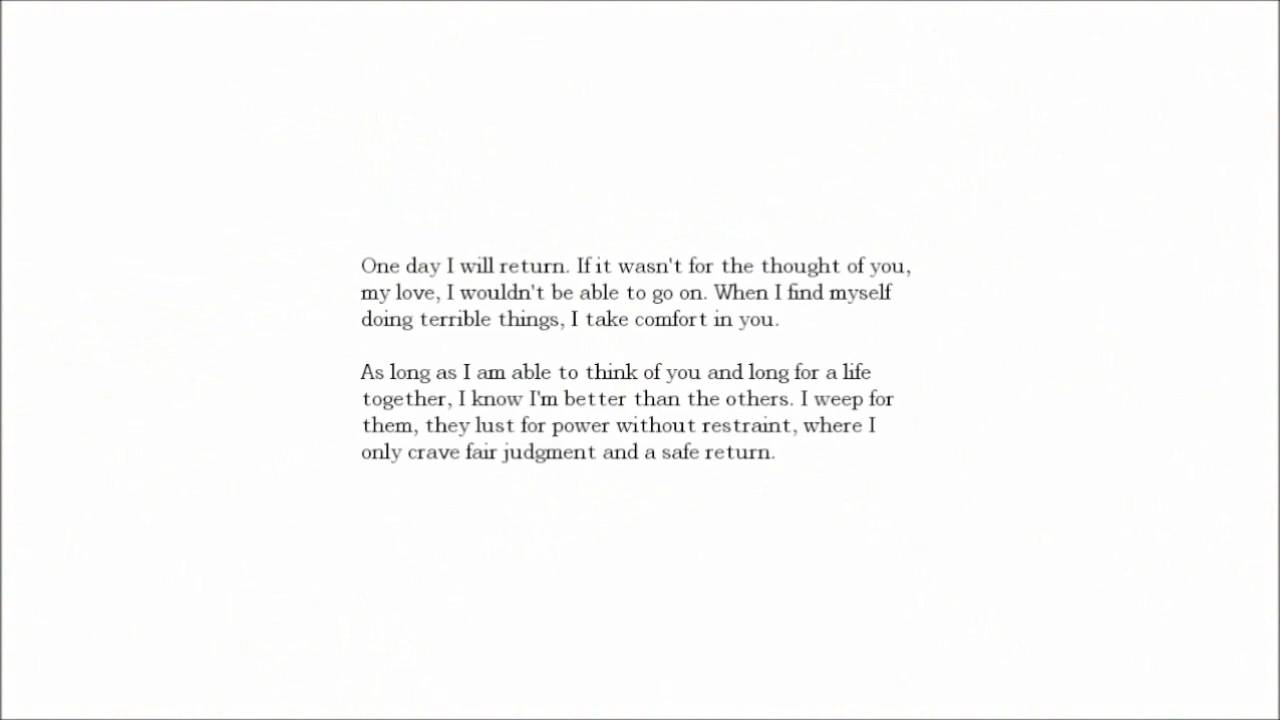 One day I will return. If it wasn't for the thought of you,
my love, I wouldn't be able to go on. When I find myself
doing terrible things, I take comfort in you.
As long as I am able to think of you and long for a life
together, I know I'm better than the others. I weep for
them, they lust for power without restraint, where I
only crave fair judgment and a safe return.